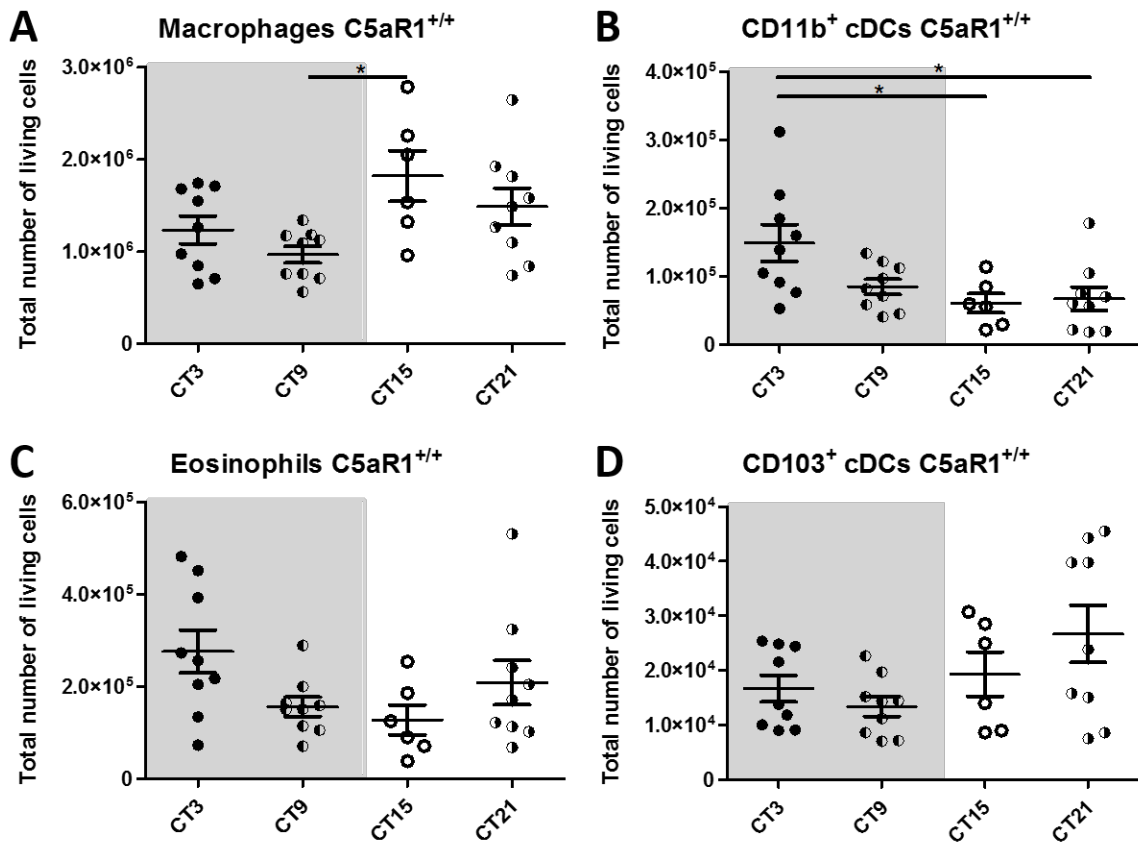 A
Macrophages C5aR1+/+
Total number of living cells
3.0×10⁶
*
2.0×10⁶
1.0×10⁶
0
CT3
CT9
CT15
CT21
B
CD11b⁺ cDCs C5aR1+/+
Total number of living cells
4.0×10⁵
*
*
3.0×10⁵
2.0×10⁵
1.0×10⁵
0
CT3
CT9
CT15
CT21
C
Eosinophils C5aR1+/+
Total number of living cells
6.0×10⁵
4.0×10⁵
2.0×10⁵
0
CT3
CT9
CT15
CT21
D
CD103⁺ cDCs C5aR1+/+
Total number of living cells
5.0×10⁴
4.0×10⁴
3.0×10⁴
2.0×10⁴
1.0×10⁴
0
CT3
CT9
CT15
CT21